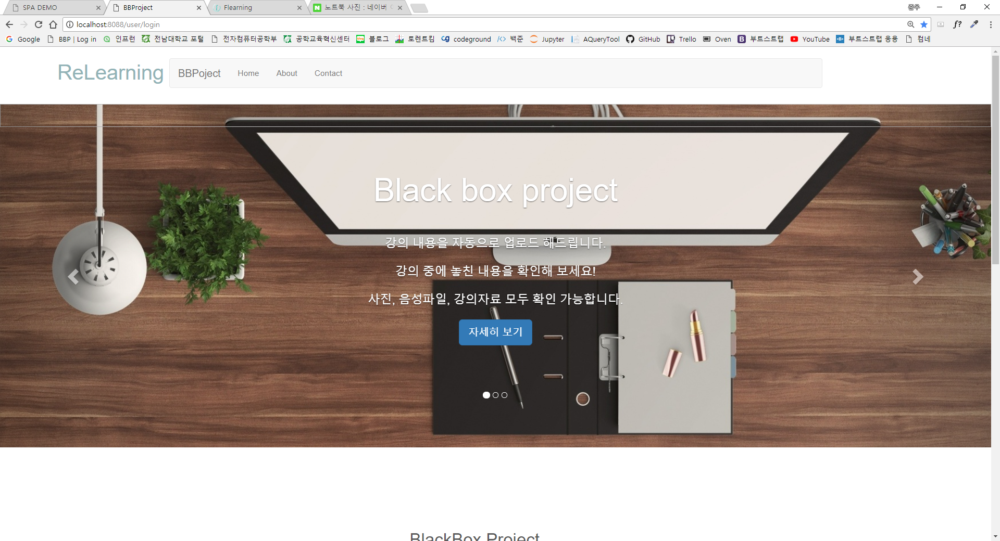 SPA DEMO
BBProject
Flearning
노트북 사진 : 네이버
준우
localhost:8088/user/login
f?
Google
BBP | Log in
인프런
전남대학교 포털
전자컴퓨터공학부
공학교육혁신센터
블로그
토렌트킴
codeground
백준
Jupyter
AQueryTool
GitHub
Trello
Oven
부트스트랩
YouTube
부트스트랩 응용
컴네
ReLearning
BBPoject
Home
About
Contact
Black box project
강의 내용을 자동으로 업로드 해드립니다.
강의 중에 놓친 내용을 확인해 보세요!
사진, 음성파일, 강의자료 모두 확인 가능합니다.
자세히 보기
BlackBox Project